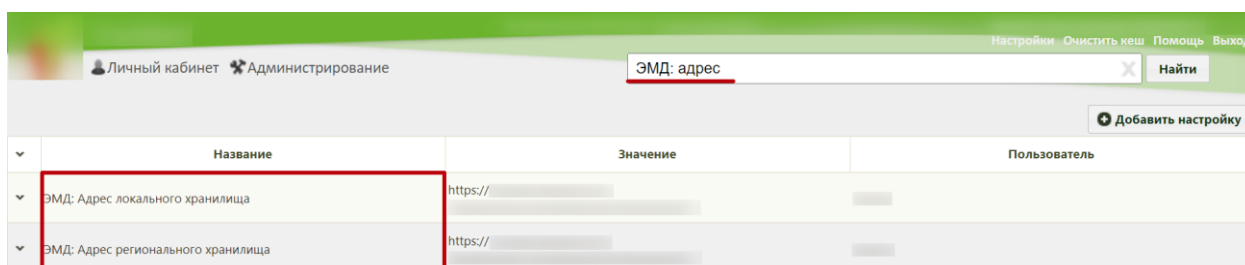 Настройки Очистить кеш Помощь Выход
Личный кабинет Администрирование ЭМД: адрес Найти
Добавить настройку
Название Значение Пользователь
ЭМД: Адрес локального хранилища https://
ЭМД: Адрес регионального хранилища https://